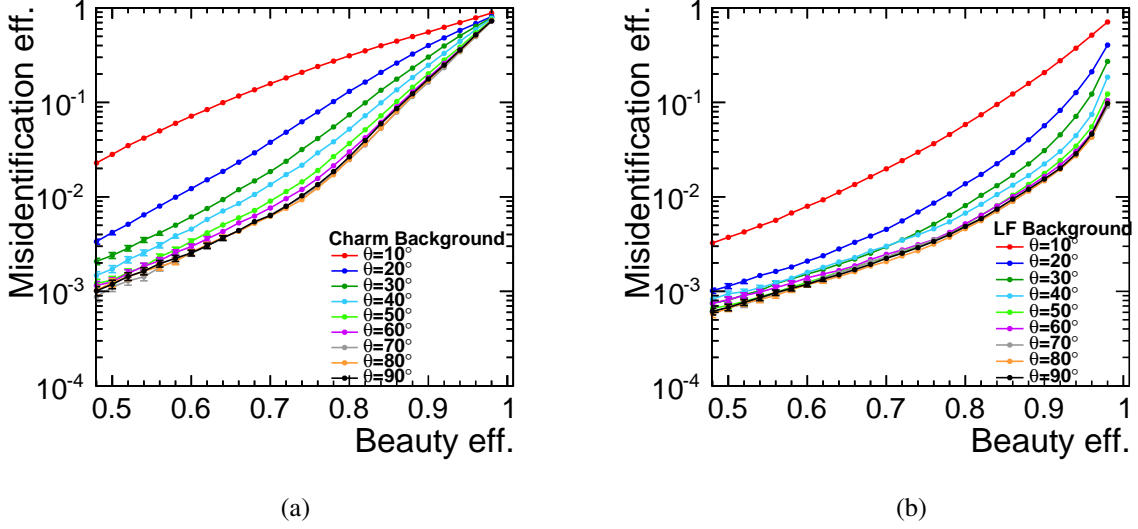 Misidentification eff.
1
10⁻¹
10⁻²
10⁻³
10⁻⁴
Charm Background
θ=10°
θ=20°
θ=30°
θ=40°
θ=50°
θ=60°
θ=70°
θ=80°
θ=90°
0.5 0.6 0.7 0.8 0.9 1
Beauty eff.
(a)
Misidentification eff.
1
10⁻¹
10⁻²
10⁻³
10⁻⁴
LF Background
θ=10°
θ=20°
θ=30°
θ=40°
θ=50°
θ=60°
θ=70°
θ=80°
θ=90°
0.5 0.6 0.7 0.8 0.9 1
Beauty eff.
(b)